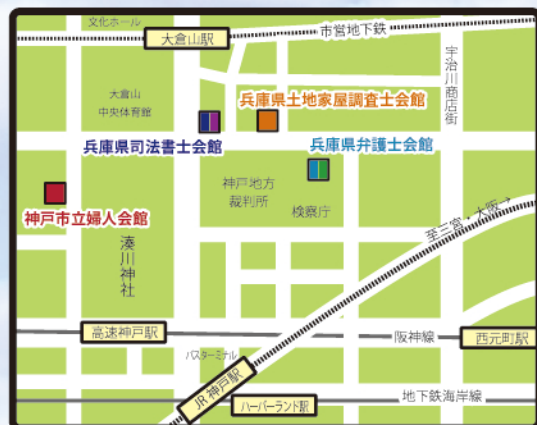 文化ホール
大倉山駅
市営地下鉄
宇治川商店街
大倉山
中央体育館
兵庫県土地家屋調査士会館
兵庫県司法書士会館
兵庫県弁護士会館
神戸地方
裁判所
検察庁
神戸市立婦人会館
湊川神社
至三宮・大阪→
高速神戸駅
バスターミナル
阪神線
西元町駅
JR神戸駅
ハーバーランド駅
地下鉄海岸線